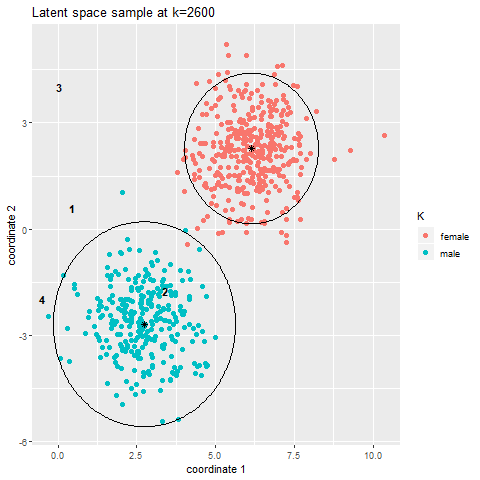 Latent space sample at k=2600
3
1
2
4
3
0
-3
-6
0.0 2.5 5.0 7.5 10.0
coordinate 1
coordinate 2
K
female
male